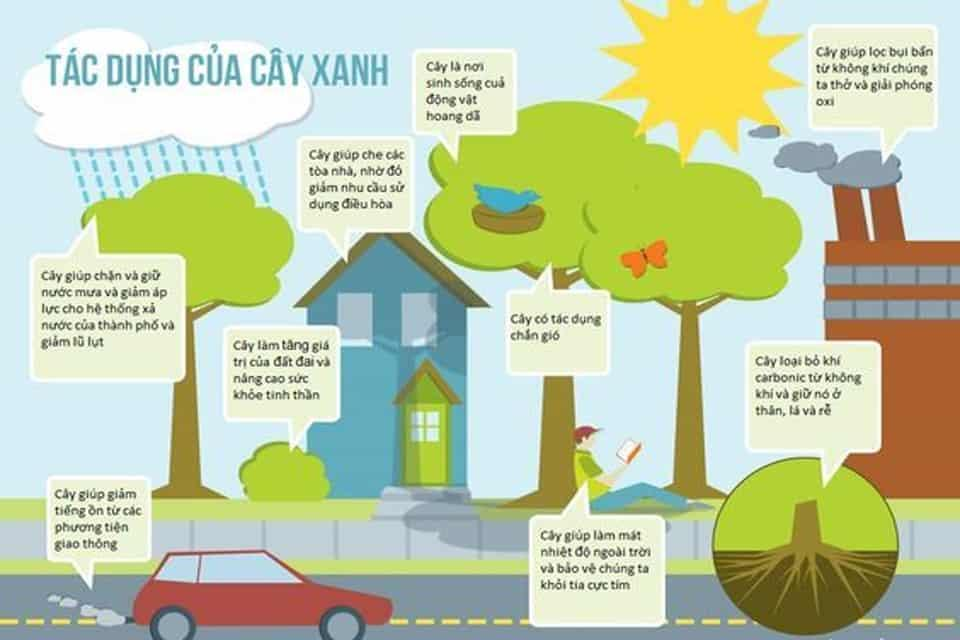 TÁC DỤNG CỦA CÂY XANH
Cây là nơi
sinh sống cuả
động vật
hoang dã
Cây giúp lọc bụi bẩn
từ không khí chúng
ta thở và giải phóng
oxi
Cây giúp che các
tòa nhà, nhờ đó
giảm nhu cầu sử
dụng điều hòa
Cây giúp chặn và giữ
nước mưa và giảm áp
lực cho hệ thống xả
nước của thành phố và
giảm lũ lụt
Cây có tác dụng
chắn gió
Cây làm tăng giá
trị của đất đai và
nâng cao sức
khỏe tinh thần
Cây loại bỏ khí
carbonic từ không
khí và giữ nó ở
thân, lá và rễ
Cây giúp giảm
tiếng ồn từ các
phương tiện
giao thông
Cây giúp làm mát
nhiệt độ ngoài trời
và bảo vệ chúng ta
khỏi tia cực tím